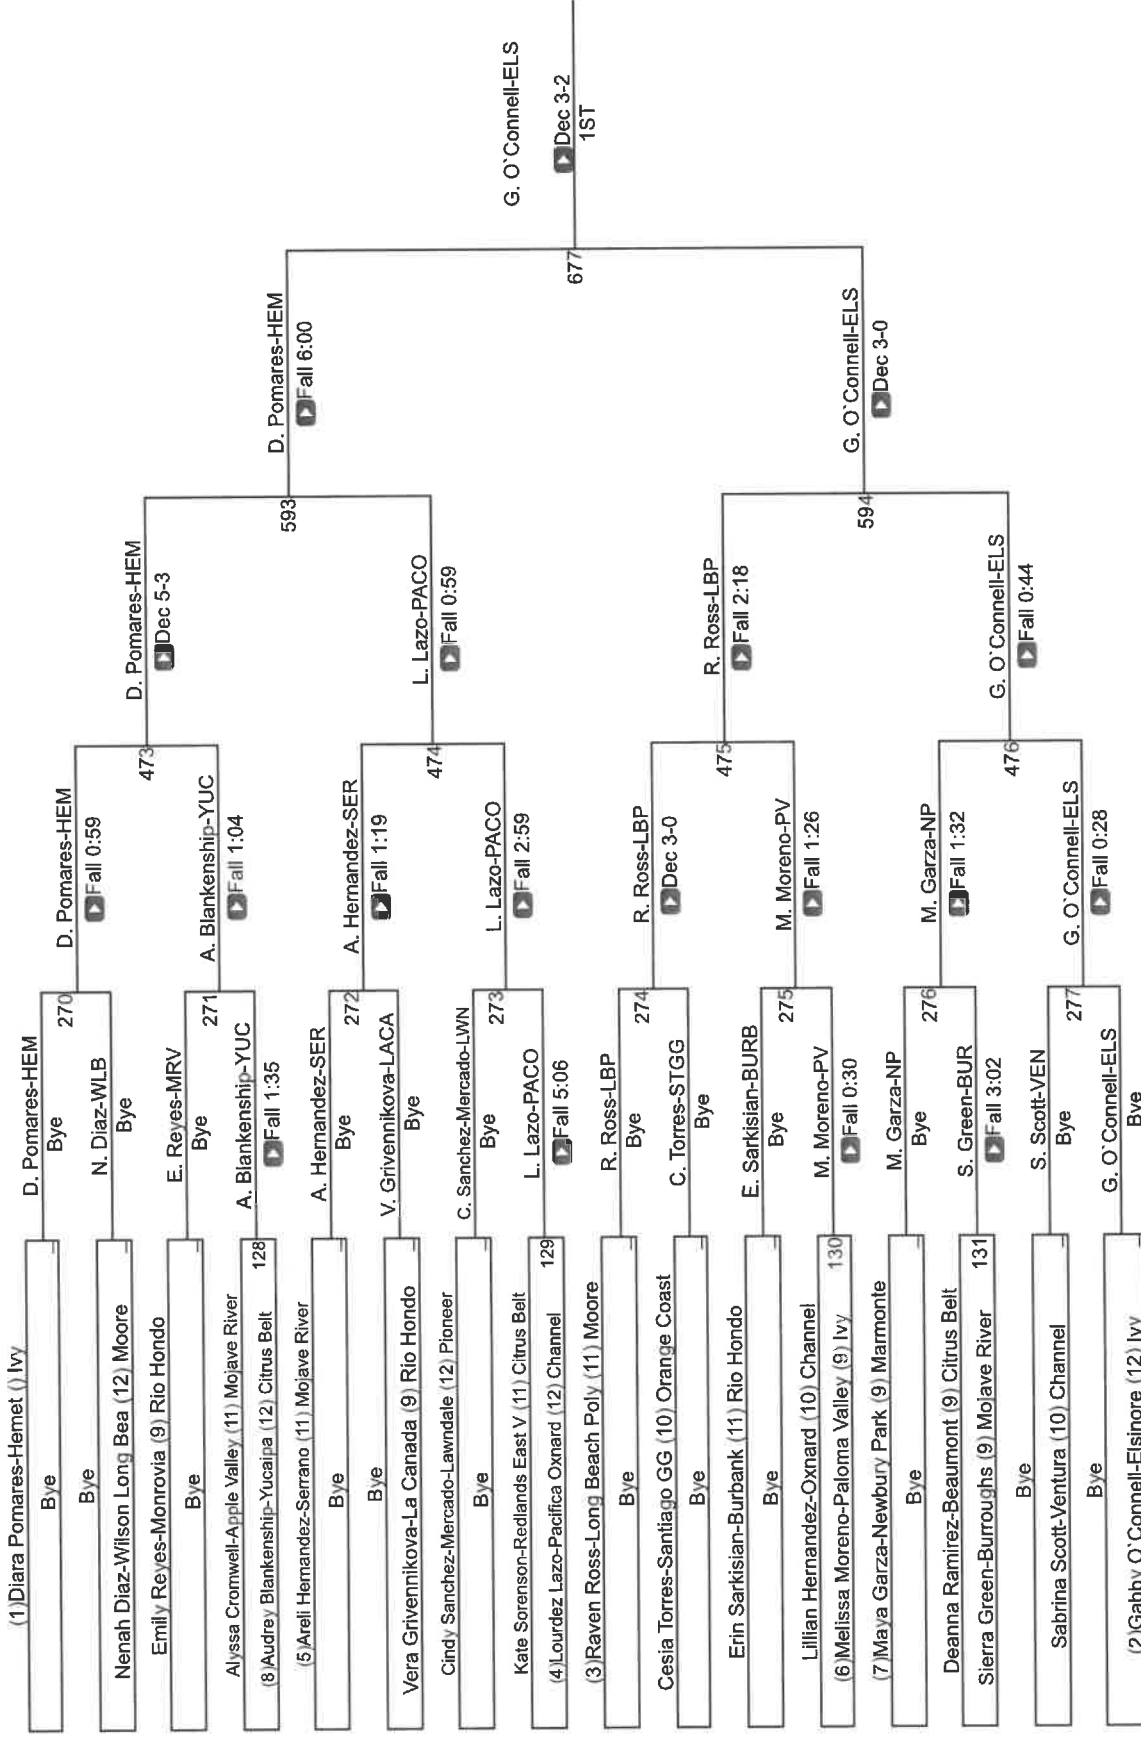 (1)Diara Pomares-Hemet () Ivy
Bye
Bye
Nenah Diaz-Wilson Long Bea (12) Moore
Emily Reyes-Monrovia (9) Rio Hondo
Bye
Alyssa Cromwell-Apple Valley (11) Mojave River
128
(8)Audrey Blankenship-Yucaipa (12) Citrus Belt
(5)Areli Hernandez-Serrano (11) Mojave River
Bye
Bye
Vera Grivennikova-La Canada (9) Rio Hondo
Cindy Sanchez-Mercado-Lawndale (12) Pioneer
Bye
Kate Sorenson-Redlands East V (11) Citrus Belt
129
(4)Lourdez Lazo-Pacifica Oxnard (12) Channel
(3)Raven Ross-Long Beach Poly (11) Moore
Bye
Cesia Torres-Santiago GG (10) Orange Coast
Bye
Erin Sarkisian-Burbank (11) Rio Hondo
Bye
Lillian Hernandez-Oxnard (10) Channel
130
(6)Melissa Moreno-Paloma Valley (9) Ivy
(7)Maya Garza-Newbury Park (9) Marmonte
Bye
Deanna Ramirez-Beaumont (9) Citrus Belt
131
Sierra Green-Burroughs (9) Mojave River
Bye
Sabrina Scott-Ventura (10) Channel
Bye
(2)Gabby O`Connell-Elsinore (12) Ivy
D. Pomares-HEM
Bye
270
N. Diaz-WLB
Bye
E. Reyes-MRV
Bye
271
A. Blankenship-YUC
Fall 1:35
A. Hernandez-SER
Bye
272
V. Grivennikova-LACA
Bye
C. Sanchez-Mercado-LWN
Bye
273
L. Lazo-PACO
Fall 5:06
R. Ross-LBP
Bye
274
C. Torres-STGG
Bye
E. Sarkisian-BURB
Bye
275
M. Moreno-PV
Fall 0:30
M. Garza-NP
Bye
276
S. Green-BUR
Fall 3:02
S. Scott-VEN
Bye
277
G. O`Connell-ELS
Bye
D. Pomares-HEM
Fall 0:59
473
A. Blankenship-YUC
Fall 1:04
A. Hernandez-SER
Fall 1:19
474
L. Lazo-PACO
Fall 2:59
R. Ross-LBP
Dec 3-0
475
M. Moreno-PV
Fall 1:26
M. Garza-NP
Fall 1:32
476
G. O`Connell-ELS
Fall 0:28
D. Pomares-HEM
Dec 5-3
593
L. Lazo-PACO
Fall 0:59
R. Ross-LBP
Fall 2:18
594
G. O`Connell-ELS
Fall 0:44
D. Pomares-HEM
Fall 6:00
677
G. O`Connell-ELS
Dec 3-0
G. O`Connell-ELS
Dec 3-2
1ST